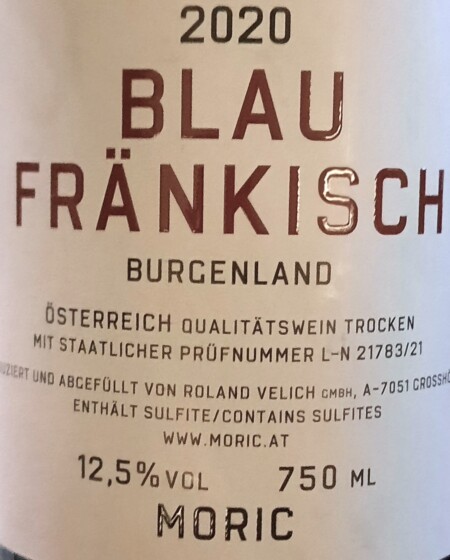 2020
BLAU
FRÄNKISCH
BURGENLAND
ÖSTERREICH QUALITÄTSWEIN TROCKEN
MIT STAATLICHER PRÜFNUMMER L-N 21783/21
UND ABGEFÜLLT VON ROLAND VELICH GMBH, A-7051
ENTHÄLT SULFITE/CONTAINS SULFITES
WWW.MORIC.AT
12,5% VOL 750 ML
MORIC